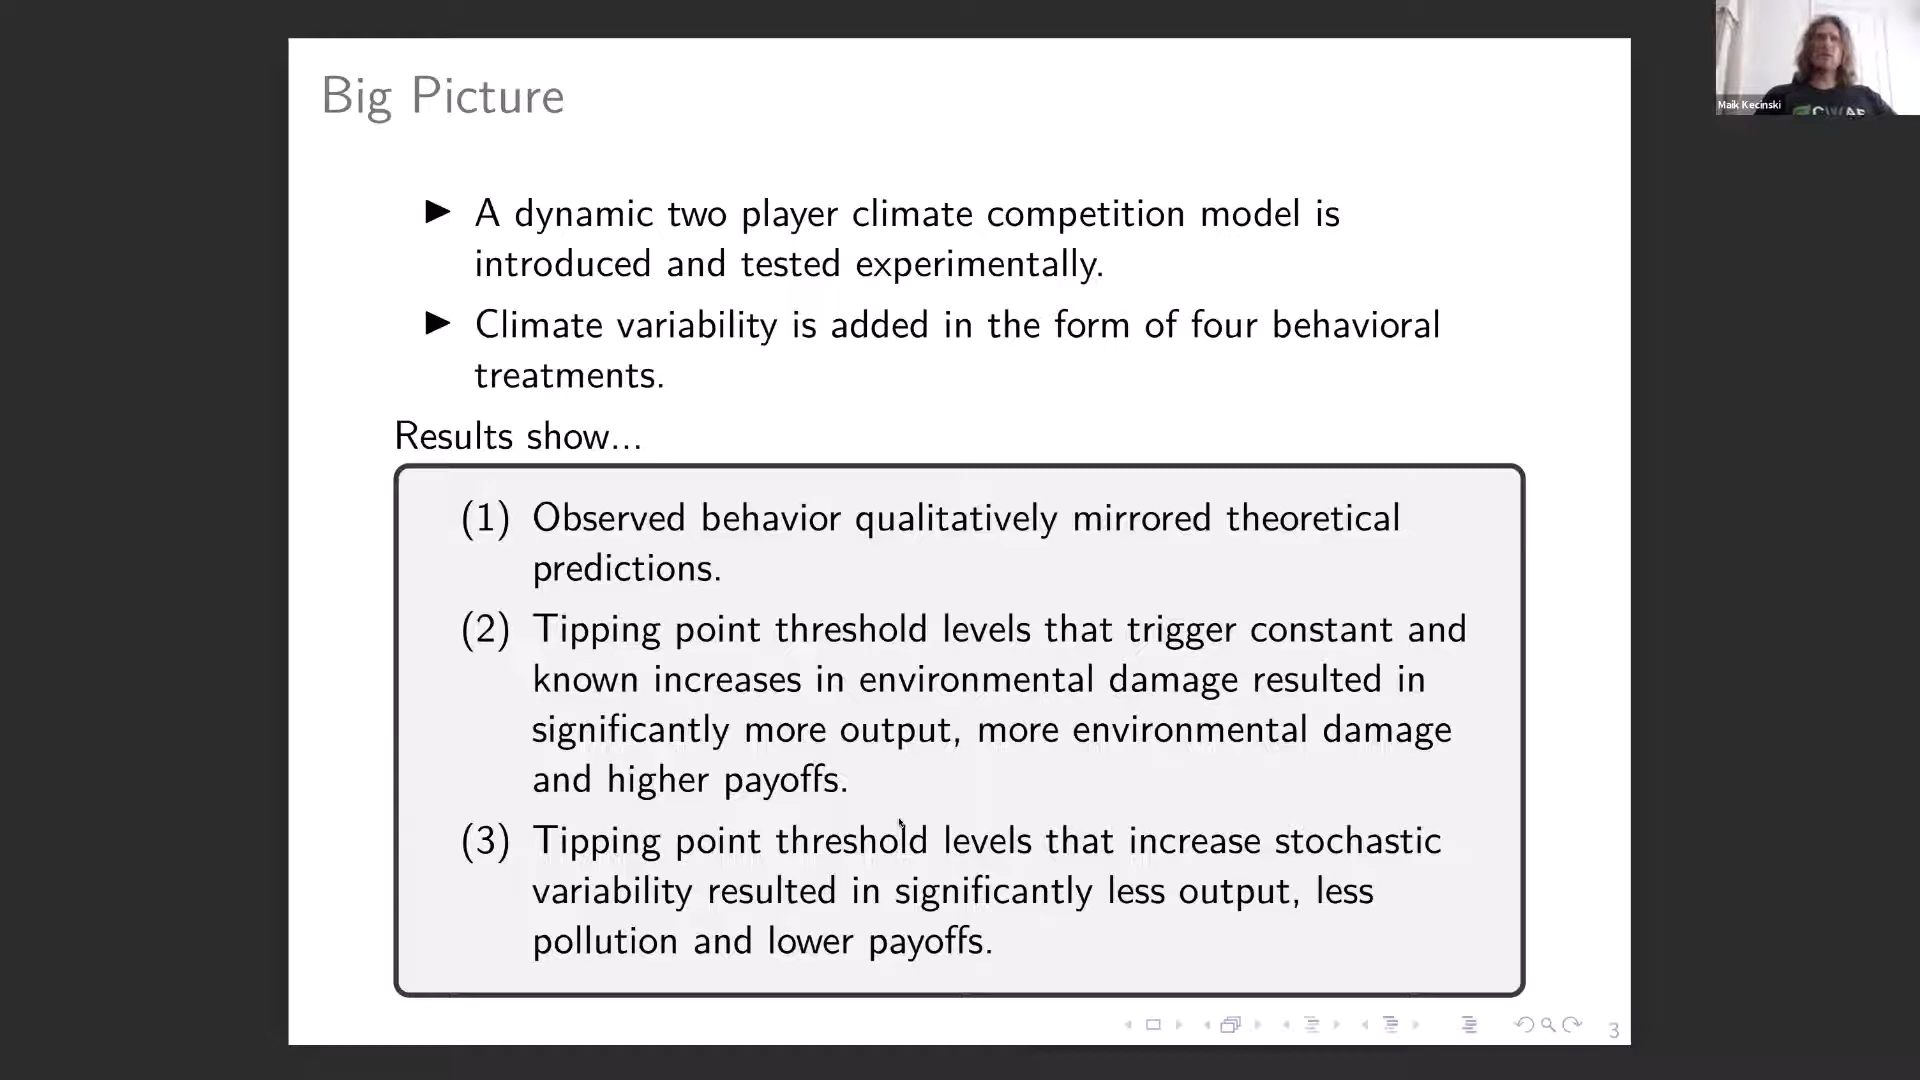 Big Picture
Maik Kecinski
▶ A dynamic two player climate competition model is
introduced and tested experimentally.
▶ Climate variability is added in the form of four behavioral
treatments.
Results show...
(1) Observed behavior qualitatively mirrored theoretical
predictions.
(2) Tipping point threshold levels that trigger constant and
known increases in environmental damage resulted in
significantly more output, more environmental damage
and higher payoffs.
(3) Tipping point threshold levels that increase stochastic
variability resulted in significantly less output, less
pollution and lower payoffs.
3